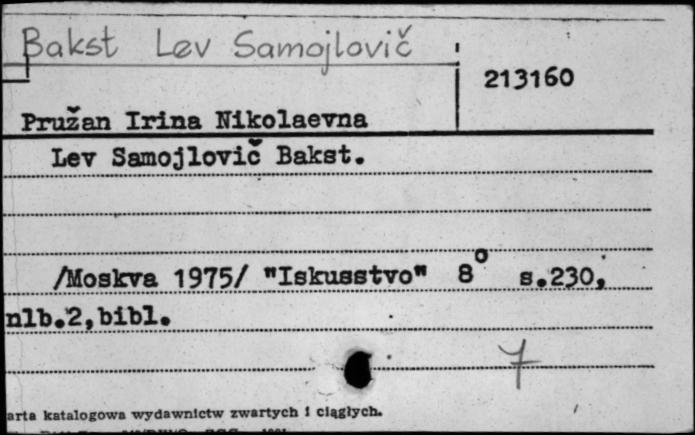 Bakst Lev Samojlovič
213160
Pružan Irina Nikolaevna
Lev Samojlovič Bakst.
/Moskva 1975/ "Iskusstvo" 8° s.230,
nlb.2,bibl.
7
arta katalogowa wydawnictw zwartych i ciągłych.